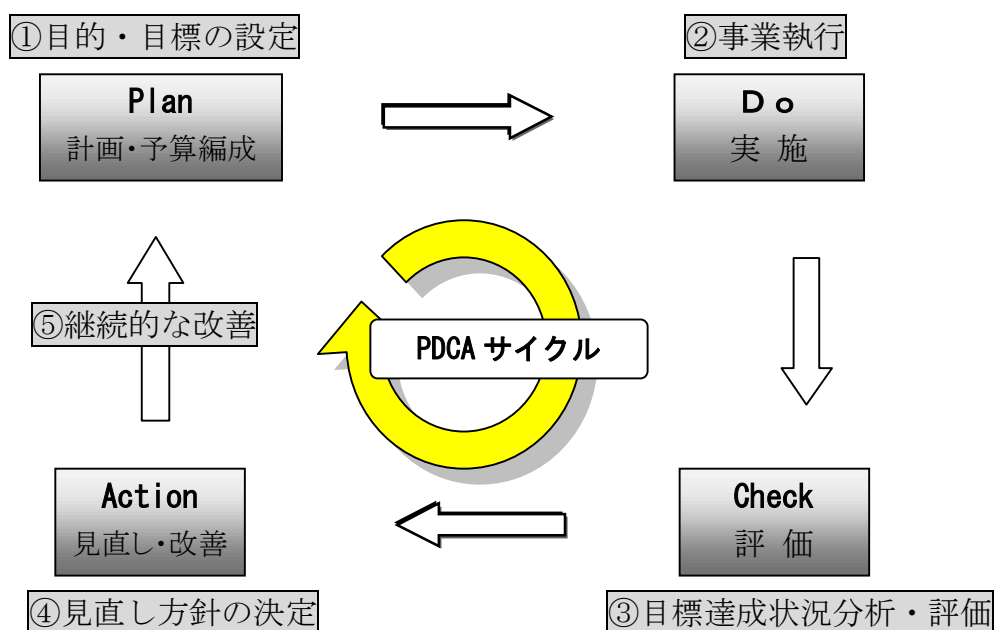 ①目的・目標の設定
Plan
計画・予算編成
②事業執行
Ｄｏ
実 施
⑤継続的な改善
PDCA サイクル
Action
見直し・改善
④見直し方針の決定
Check
評 価
③目標達成状況分析・評価